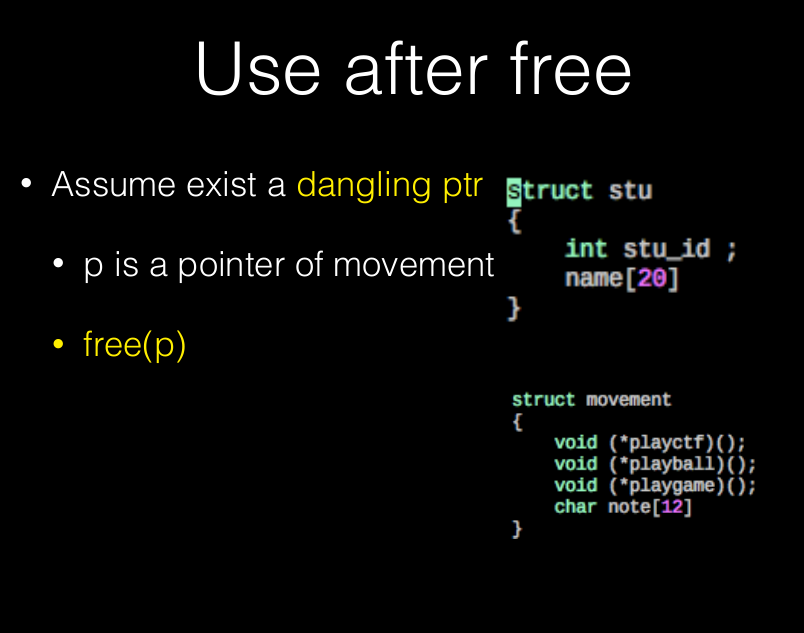 Use after free
• Assume exist a dangling ptr
• p is a pointer of movement
• free(p)
struct stu
{
    int stu_id ;
    name[20]
}
struct movement
{
    void (*playctf)();
    void (*playball)();
    void (*playgame)();
    char note[12]
}